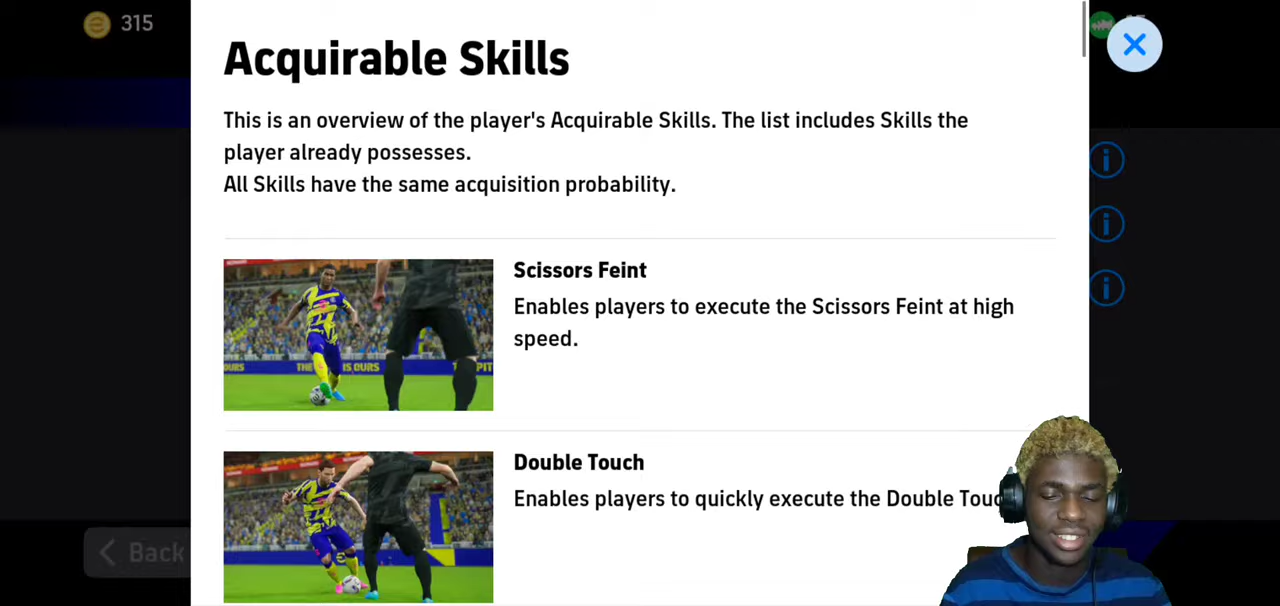 315
Acquirable Skills
This is an overview of the player's Acquirable Skills. The list includes Skills the
player already possesses.
All Skills have the same acquisition probability.
Scissors Feint
Enables players to execute the Scissors Feint at high
speed.
Double Touch
Enables players to quickly execute the Double
Back